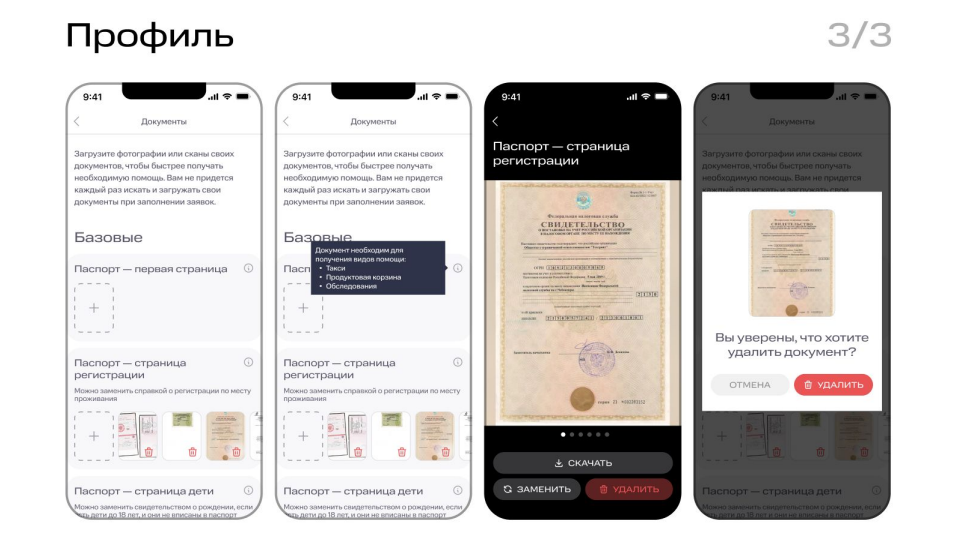 Профиль
3/3
9:41
Документы
Загрузите фотографии или сканы своих
документов, чтобы быстрее получать
необходимую помощь. Вам не придется
каждый раз искать и загружать свои
документы при заполнении заявок.
Базовые
Паспорт — первая страница
Паспорт — страница
регистрации
Можно заменить справкой о регистрации по месту
проживания
Паспорт — страница дети
Можно заменить свидетельством о рождении, если
есть дети до 18 лет, и они не вписаны в паспорт
9:41
Документы
Загрузите фотографии или сканы своих
документов, чтобы быстрее получать
необходимую помощь. Вам не придется
каждый раз искать и загружать свои
документы при заполнении заявок.
Базовые
Документ необходим для
получения видов помощи:
• Такси
• Продуктовая корзина
• Обследования
Пасп
Паспорт — страница
регистрации
Можно заменить справкой о регистрации по месту
проживания
Паспорт — страница дети
Можно заменить свидетельством о рождении, если
есть дети до 18 лет, и они не вписаны в паспорт
9:41
Паспорт — страница
регистрации
Федеральная налоговая служба
СВИДЕТЕЛЬСТВО
СКАЧАТЬ
ЗАМЕНИТЬ
УДАЛИТЬ
9:41
Документы
Загрузите фотографии или сканы своих
документов, чтобы быстрее получать
необходимую помощь. Вам не придется
каждый раз искать и загружать свои
СВИДЕТЕЛЬСТВО
Вы уверены, что хотите
удалить документ?
ОТМЕНА
УДАЛИТЬ
Паспорт — страница дети
Можно заменить свидетельством о рождении, если
есть дети до 18 лет, и они не вписаны в паспорт